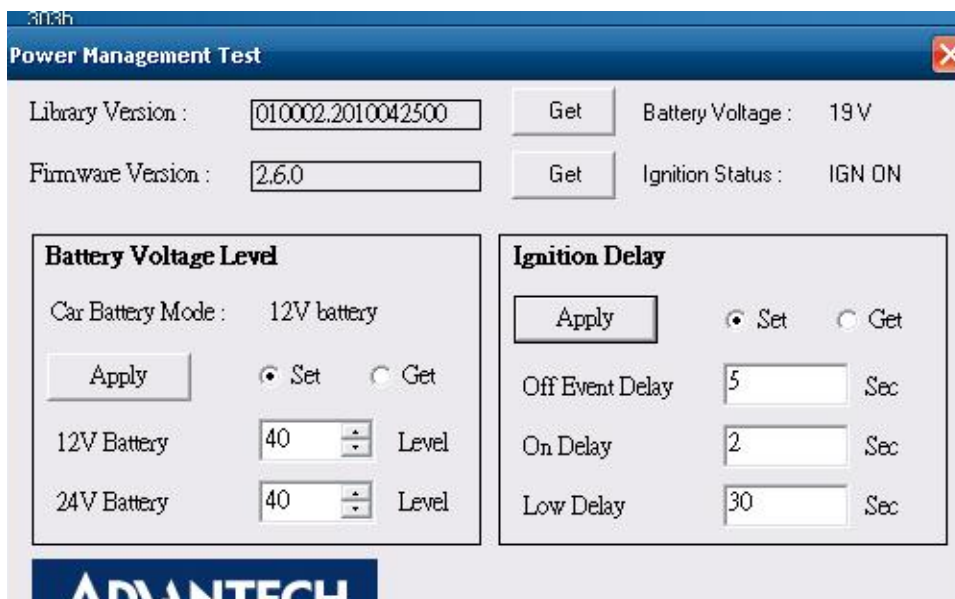 303h
Power Management Test
Library Version : 010002.2010042500 Get Battery Voltage : 19 V
Firmware Version : 2.6.0 Get Ignition Status : IGN ON
Battery Voltage Level
Car Battery Mode : 12V battery
Apply Set Get
12V Battery 40 Level
24V Battery 40 Level
Ignition Delay
Apply Set Get
Off Event Delay 5 Sec
On Delay 2 Sec
Low Delay 30 Sec
ADVANTECH